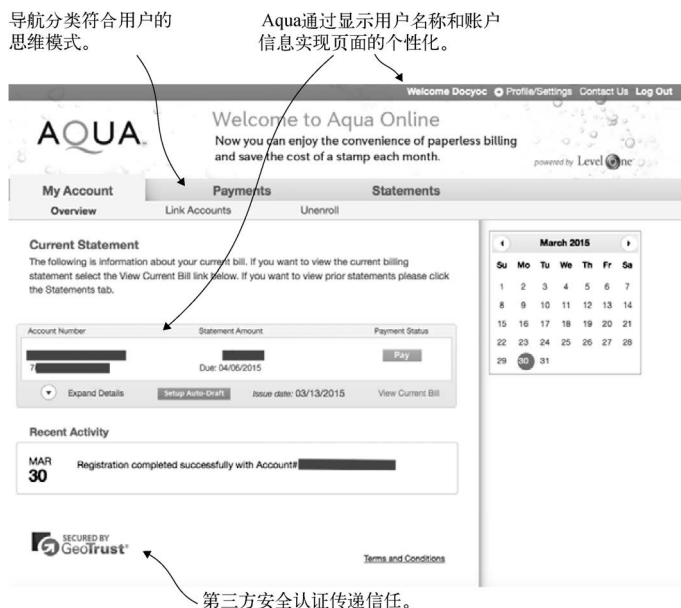 导航分类符合用户的
思维模式。
Aqua通过显示用户名称和账户
信息实现页面的个性化。
Welcome Docyoc Profile/Settings Contact Us Log Out
AQUA
Welcome to Aqua Online
Now you can enjoy the convenience of paperless billing
and save the cost of a stamp each month.
powered by Level One
My Account Payments Statements
Overview Link Accounts Unenroll
Current Statement
The following is information about your current bill. If you want to view the current billing
statement select the View Current Bill link below. If you want to view prior statements please click
the Statements tab.
March 2015
Su Mo Tu We Th Fr Sa
1 2 3 4 5 6 7
8 9 10 11 12 13 14
15 16 17 18 19 20 21
22 23 24 25 26 27 28
29 30 31
Account Number Statement Amount Payment Status
Pay
7 Due: 04/06/2015
Expand Details Setup Auto-Draft Issue date: 03/13/2015 View Current Bill
Recent Activity
MAR
30
Registration completed successfully with Account#
SECURED BY
GeoTrust®
Terms and Conditions
第三方安全认证传递信任。